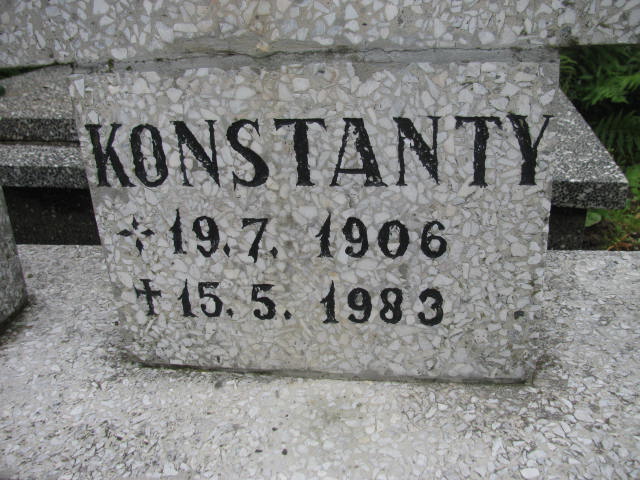 KONSTANTY
✢ 19.7. 1906
✝ 15.5. 1983